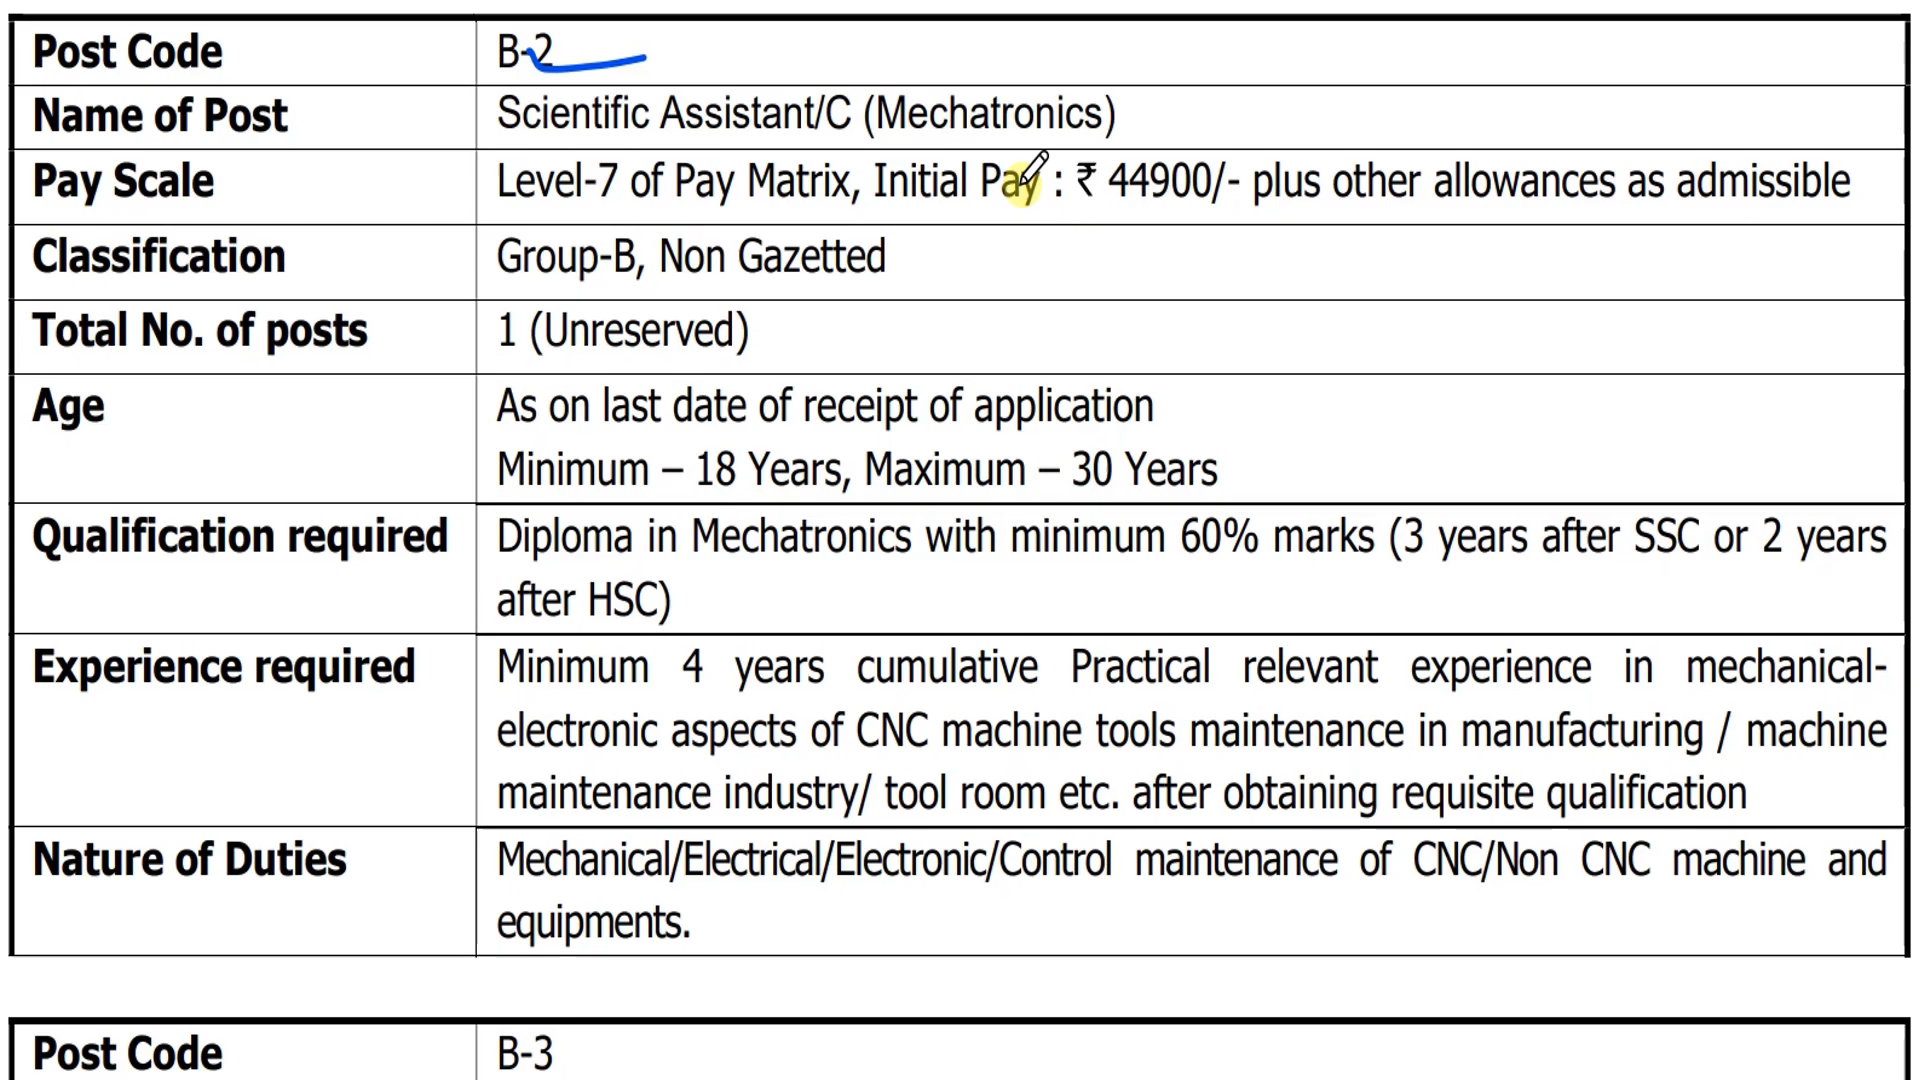 Post Code B-2
Name of Post Scientific Assistant/C (Mechatronics)
Pay Scale Level-7 of Pay Matrix, Initial Pay : ₹ 44900/- plus other allowances as admissible
Classification Group-B, Non Gazetted
Total No. of posts 1 (Unreserved)
Age As on last date of receipt of application
Minimum – 18 Years, Maximum – 30 Years
Qualification required Diploma in Mechatronics with minimum 60% marks (3 years after SSC or 2 years
after HSC)
Experience required Minimum 4 years cumulative Practical relevant experience in mechanical-
electronic aspects of CNC machine tools maintenance in manufacturing / machine
maintenance industry/ tool room etc. after obtaining requisite qualification
Nature of Duties Mechanical/Electrical/Electronic/Control maintenance of CNC/Non CNC machine and
equipments.
Post Code B-3